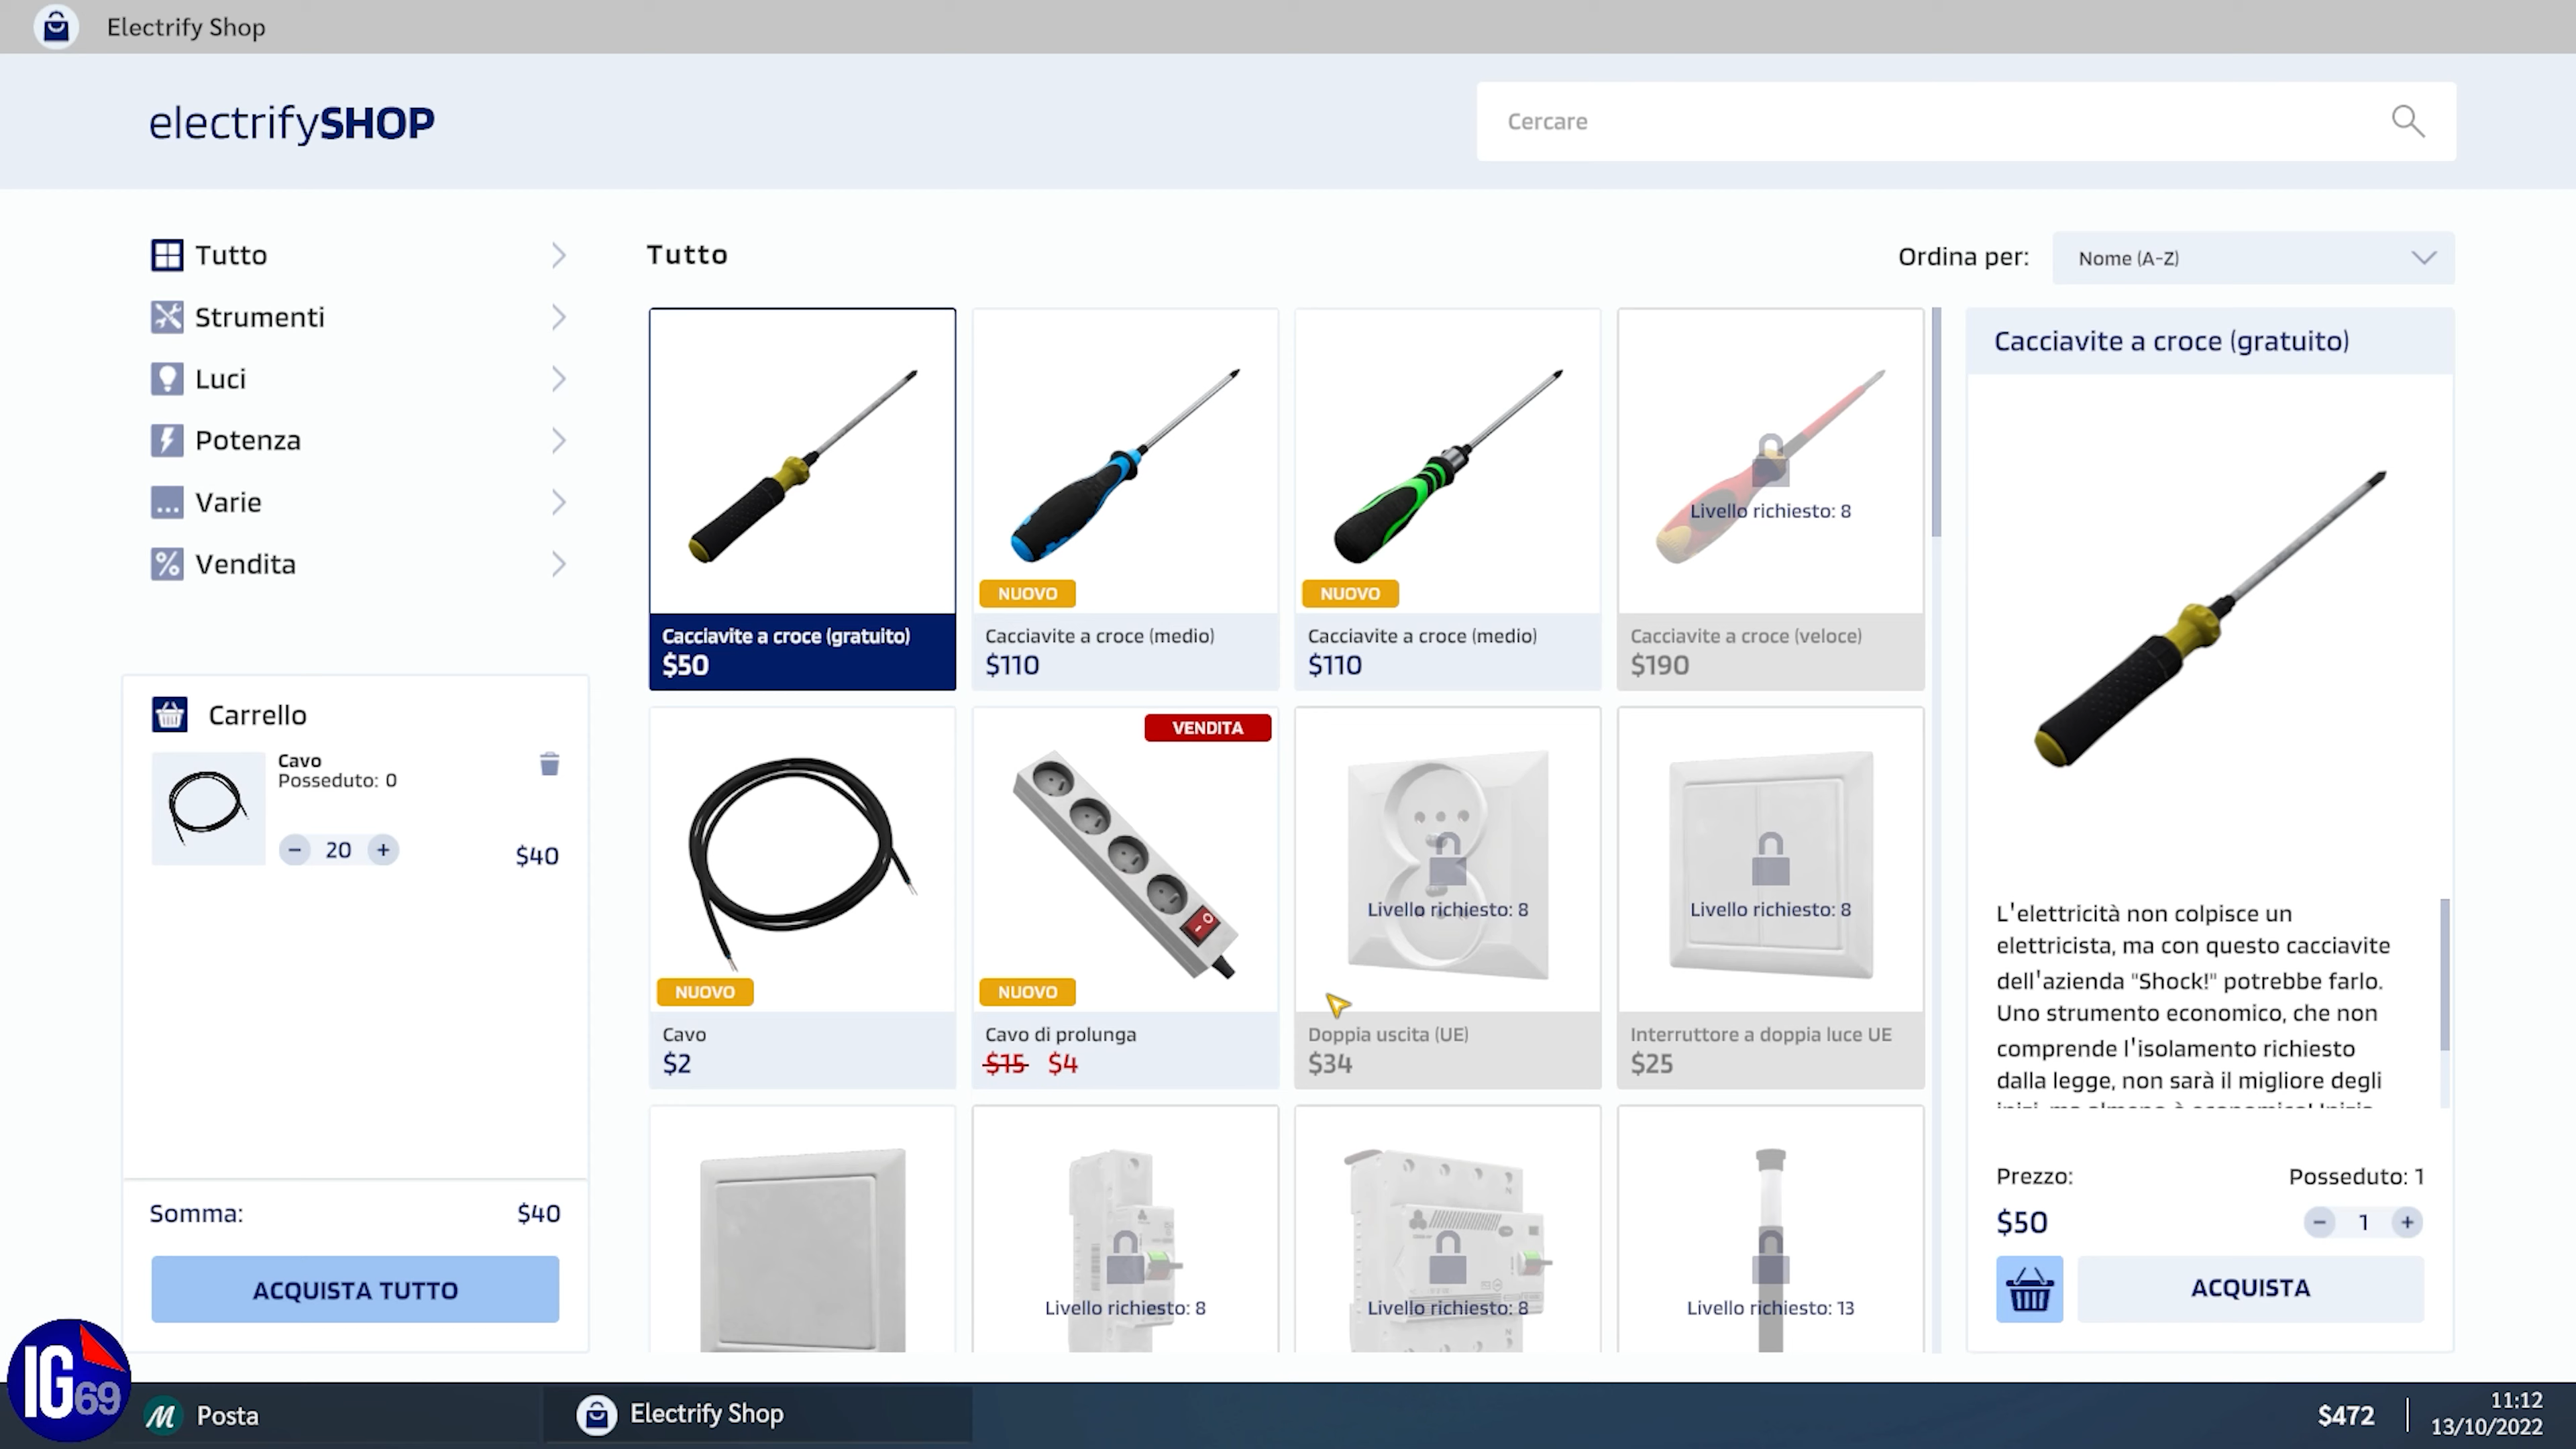 Electrify Shop
electrifySHOP
Cercare
Tutto
Strumenti
Luci
Potenza
Varie
Vendita
Carrello
Cavo
Posseduto: 0
20
$40
Somma: $40
ACQUISTA TUTTO
Tutto
Ordina per: Nome (A-Z)
Cacciavite a croce (gratuito)
$50
NUOVO
Cacciavite a croce (medio)
$110
NUOVO
Cacciavite a croce (medio)
$110
Livello richiesto: 8
Cacciavite a croce (veloce)
$190
NUOVO
Cavo
$2
VENDITA
NUOVO
Cavo di prolunga
$15 $4
Livello richiesto: 8
Doppia uscita (UE)
$34
Livello richiesto: 8
Interruttore a doppia luce UE
$25
Livello richiesto: 8
Livello richiesto: 8
Livello richiesto: 13
Cacciavite a croce (gratuito)
L'elettricità non colpisce un
elettricista, ma con questo cacciavite
dell'azienda "Shock!" potrebbe farlo.
Uno strumento economico, che non
comprende l'isolamento richiesto
dalla legge, non sarà il migliore degli
inizi, ma almeno è economico! Inizia
Prezzo: Posseduto: 1
$50 1
ACQUISTA
IG69
Posta
Electrify Shop
$472
11:12
13/10/2022